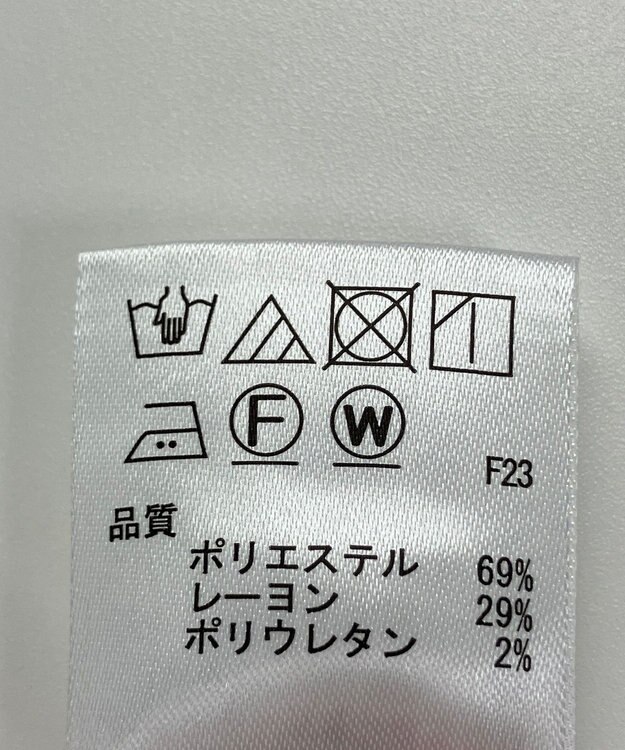 F W
F23
品質
ポリエステル 69%
レーヨン 29%
ポリウレタン 2%